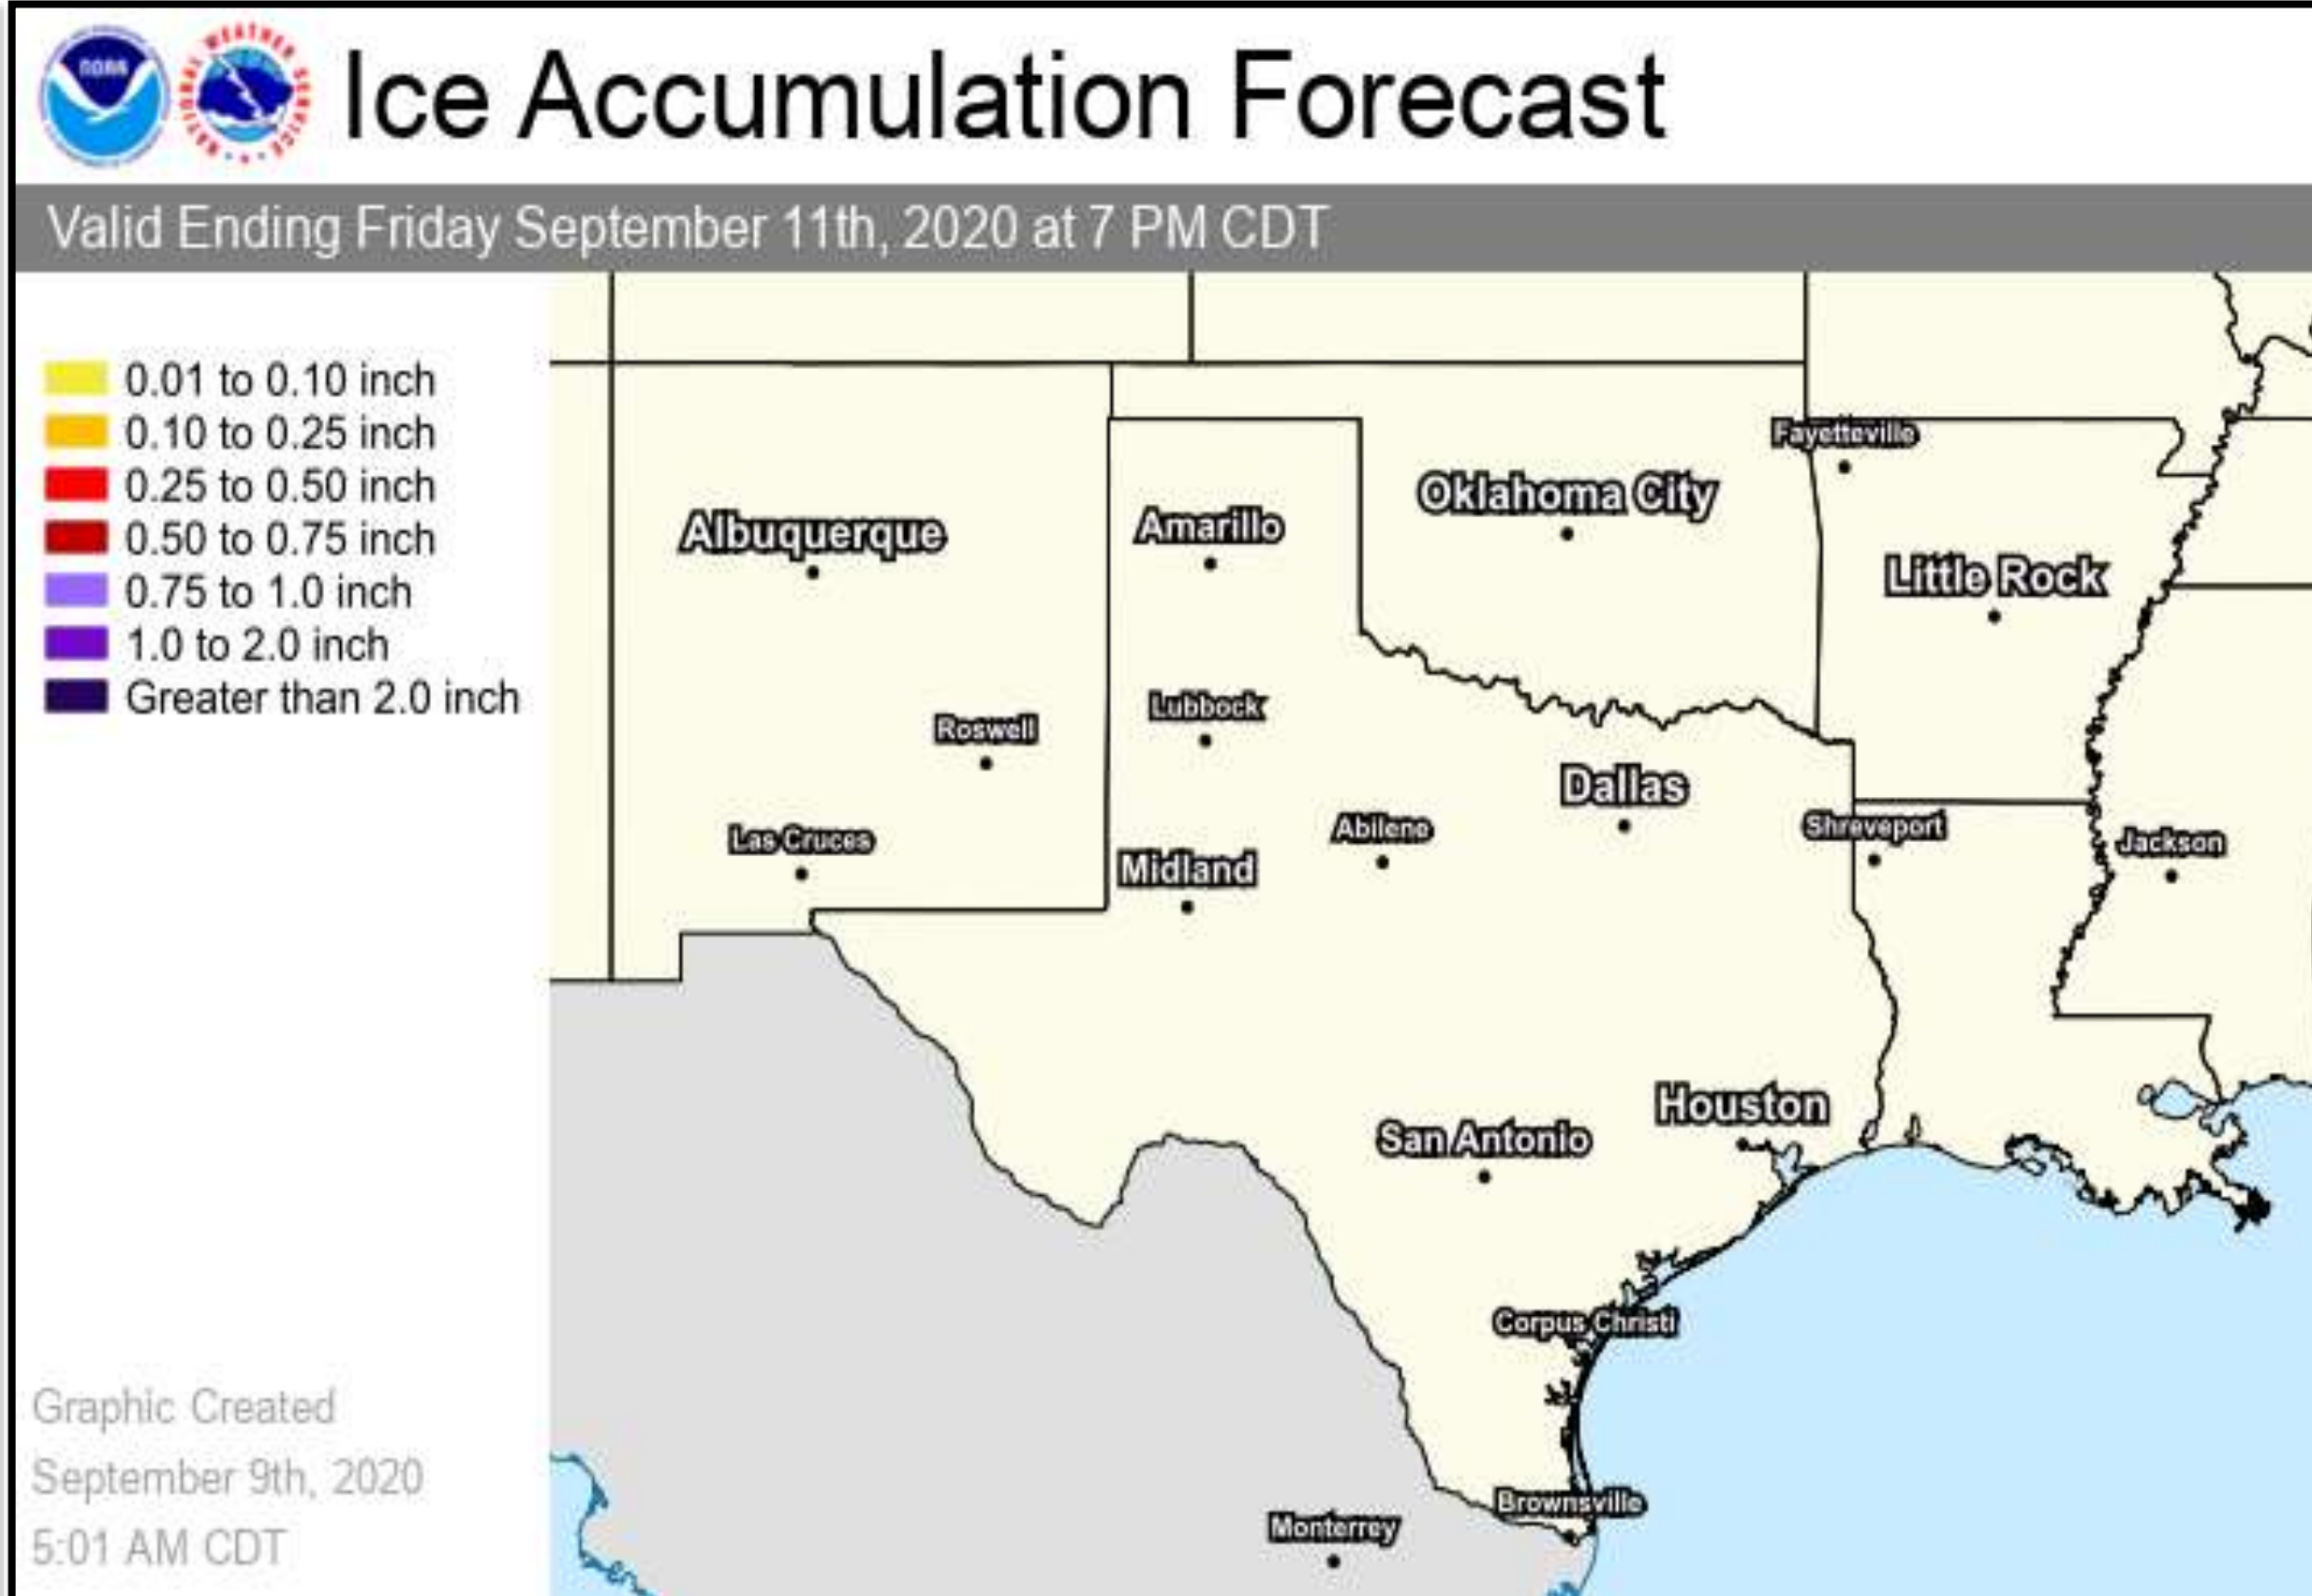 NOAA
NATIONAL WEATHER SERVICE
Ice Accumulation Forecast
Valid Ending Friday September 11th, 2020 at 7 PM CDT
0.01 to 0.10 inch
0.10 to 0.25 inch
0.25 to 0.50 inch
0.50 to 0.75 inch
0.75 to 1.0 inch
1.0 to 2.0 inch
Greater than 2.0 inch
Fayetteville
Oklahoma City
Amarillo
Albuquerque
Little Rock
Lubbock
Roswell
Dallas
Shreveport
Abilene
Las Cruces
Jackson
Midland
Houston
San Antonio
Corpus Christi
Brownsville
Monterrey
Graphic Created
September 9th, 2020
5:01 AM CDT